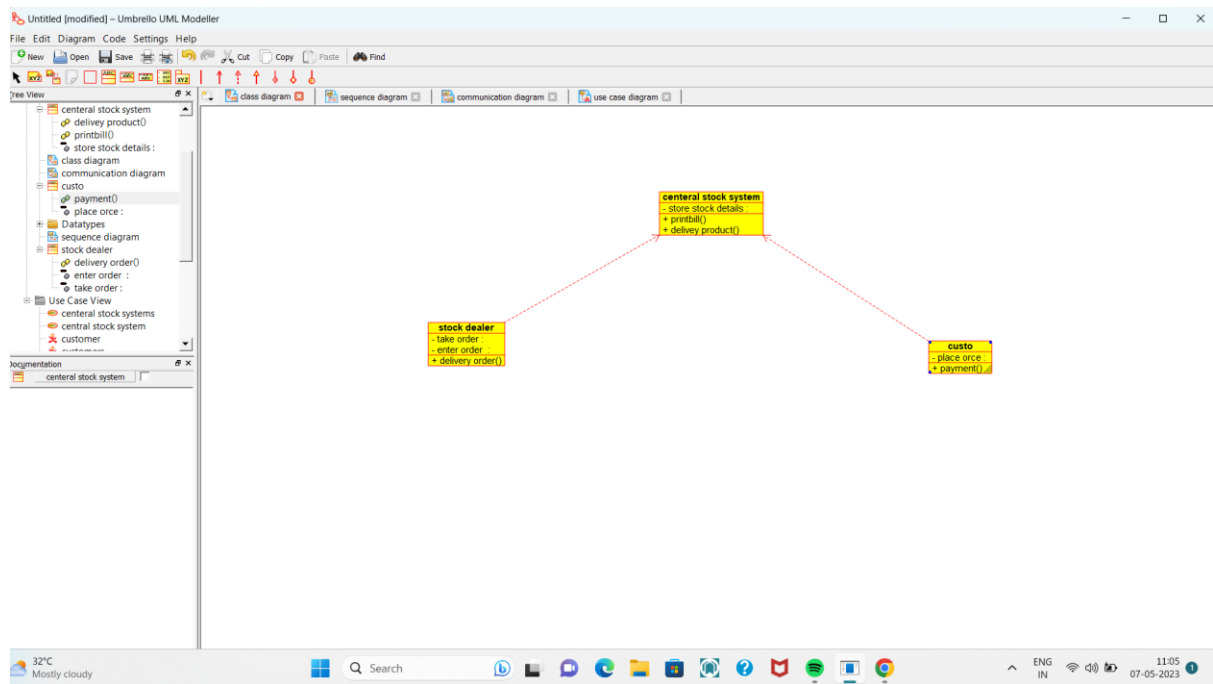 Untitled [modified] – Umbrello UML Modeller
File Edit Diagram Code Settings Help
New Open Save Cut Copy Paste Find
Tree View
class diagram sequence diagram communication diagram use case diagram
centeral stock system
delivey product()
printbill()
store stock details :
class diagram
communication diagram
custo
payment()
place orce :
Datatypes
sequence diagram
stock dealer
delivery order()
enter order :
take order :
Use Case View
centeral stock systems
central stock system
customer
customers
Documentation
centeral stock system
centeral stock system
- store stock details :
+ printbill()
+ delivey product()
stock dealer
- take order :
- enter order :
+ delivery order()
custo
- place orce :
+ payment()
32°C
Mostly cloudy
Search
ENG
IN
11:05
07-05-2023
1